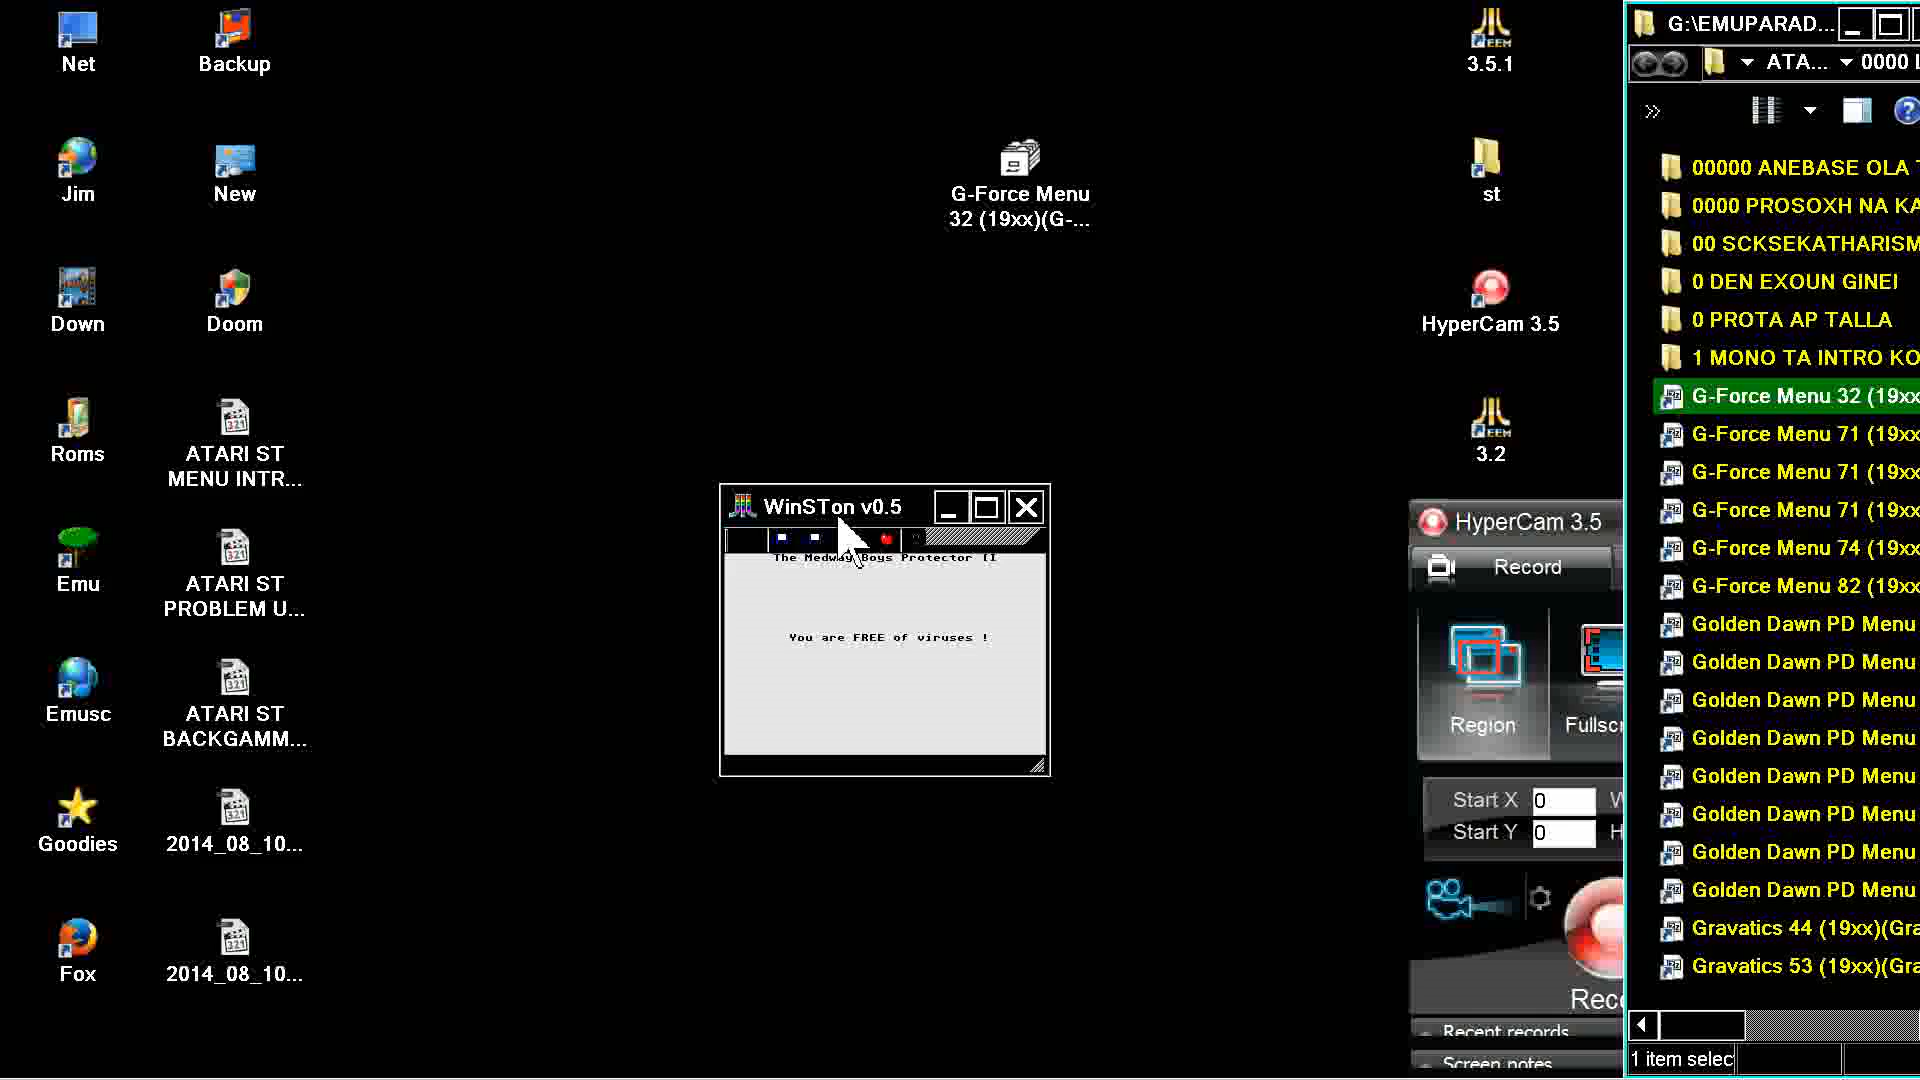 Net
Backup
Jim
New
Down
Doom
Roms
ATARI ST
MENU INTR...
Emu
ATARI ST
PROBLEM U...
Emusc
ATARI ST
BACKGAMM...
Goodies
2014_08_10...
Fox
2014_08_10...
G-Force Menu
32 (19xx)(G-...
WinSTon v0.5
The Medway Boys Protector II
You are FREE of viruses !
EEM
3.5.1
st
HyperCam 3.5
EEM
3.2
HyperCam 3.5
Record
Region
Fullscr
Start X 0 W
Start Y 0 H
Reco
Recent records
Screen notes
G:\EMUPARAD...
ATA... 0000
00000 ANEBASE OLA
0000 PROSOXH NA KA
00 SCKSEKATHARISM
0 DEN EXOUN GINEI
0 PROTA AP TALLA
1 MONO TA INTRO KO
G-Force Menu 32 (19xx
G-Force Menu 71 (19xx
G-Force Menu 71 (19xx
G-Force Menu 71 (19xx
G-Force Menu 74 (19xx
G-Force Menu 82 (19xx
Golden Dawn PD Menu
Golden Dawn PD Menu
Golden Dawn PD Menu
Golden Dawn PD Menu
Golden Dawn PD Menu
Golden Dawn PD Menu
Golden Dawn PD Menu
Golden Dawn PD Menu
Gravatics 44 (19xx)(Gra
Gravatics 53 (19xx)(Gra
1 item selec